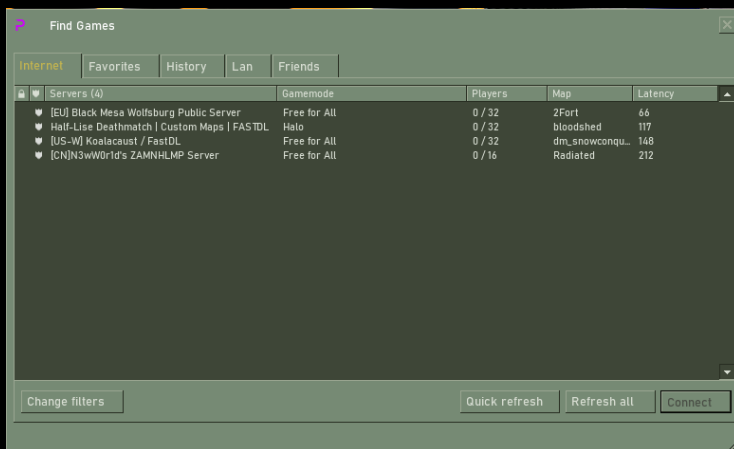 Find Games
Internet Favorites History Lan Friends
Servers (4) Gamemode Players Map Latency
[EU] Black Mesa Wolfsburg Public Server Free for All 0 / 32 2Fort 66
Half-Lise Deathmatch | Custom Maps | FASTDL Halo 0 / 32 bloodshed 117
[US-W] Koalacaust / FastDL Free for All 0 / 32 dm_snowconqu... 148
[CN]N3wW0r1d's ZAMNHLMP Server Free for All 0 / 16 Radiated 212
Change filters Quick refresh Refresh all Connect